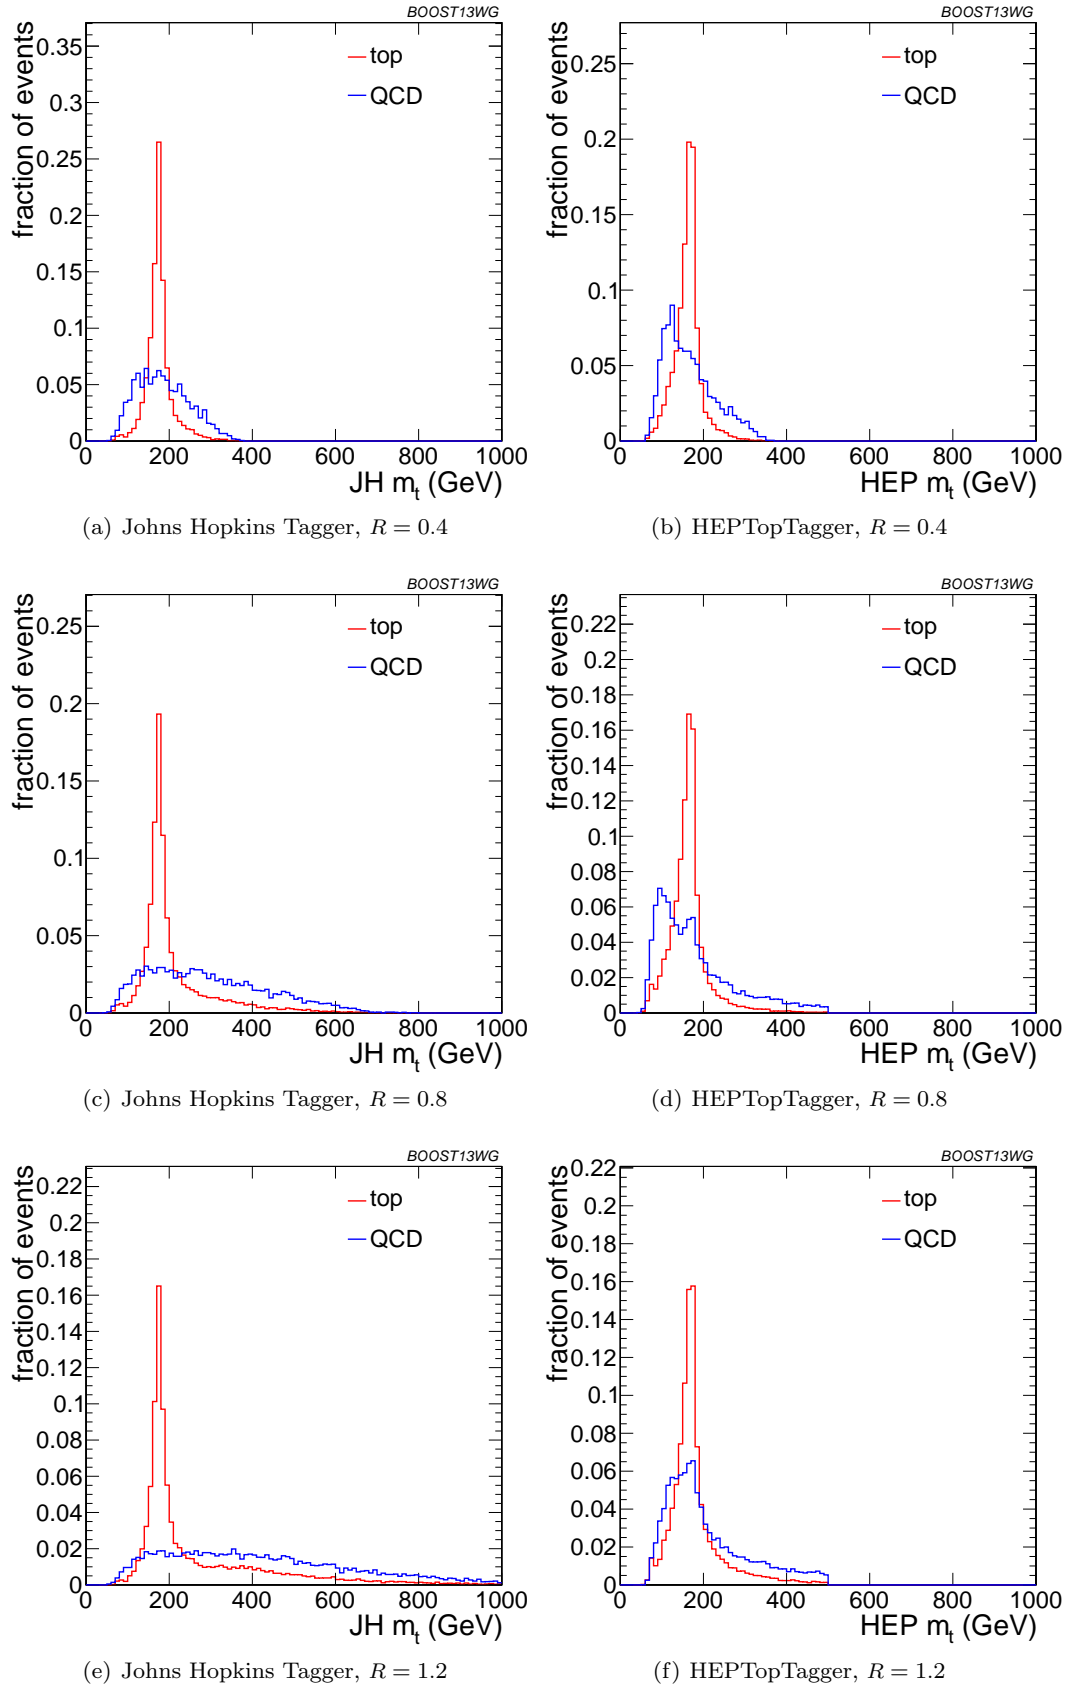 BOOST13WG
fraction of events
0.35
0.3
0.25
0.2
0.15
0.1
0.05
0
top
QCD
0 200 400 600 800 1000
JH mt (GeV)
(a) Johns Hopkins Tagger, R = 0.4
BOOST13WG
fraction of events
0.25
0.2
0.15
0.1
0.05
0
top
QCD
0 200 400 600 800 1000
HEP mt (GeV)
(b) HEPTopTagger, R = 0.4
BOOST13WG
fraction of events
0.25
0.2
0.15
0.1
0.05
0
top
QCD
0 200 400 600 800 1000
JH mt (GeV)
(c) Johns Hopkins Tagger, R = 0.8
BOOST13WG
fraction of events
0.22
0.2
0.18
0.16
0.14
0.12
0.1
0.08
0.06
0.04
0.02
0
top
QCD
0 200 400 600 800 1000
HEP mt (GeV)
(d) HEPTopTagger, R = 0.8
BOOST13WG
fraction of events
0.22
0.2
0.18
0.16
0.14
0.12
0.1
0.08
0.06
0.04
0.02
0
top
QCD
0 200 400 600 800 1000
JH mt (GeV)
(e) Johns Hopkins Tagger, R = 1.2
BOOST13WG
fraction of events
0.22
0.2
0.18
0.16
0.14
0.12
0.1
0.08
0.06
0.04
0.02
0
top
QCD
0 200 400 600 800 1000
HEP mt (GeV)
(f) HEPTopTagger, R = 1.2